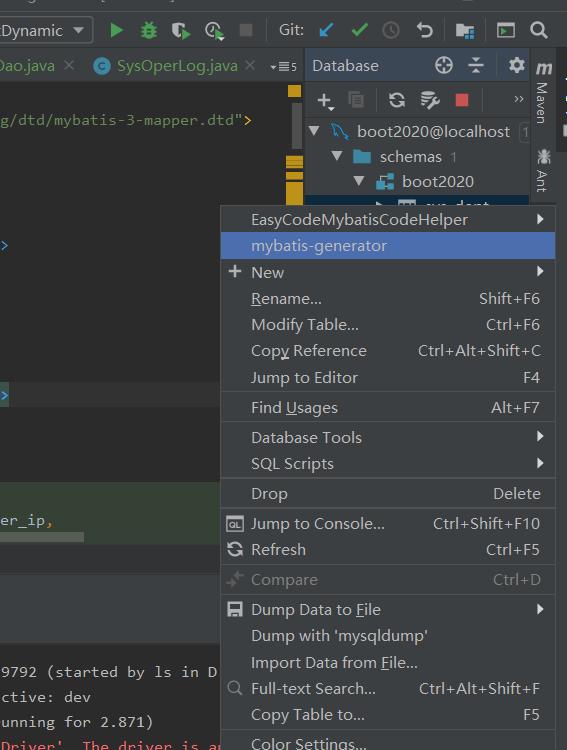 Dynamic
Git:
Dao.java
SysOperLog.java
5
Database
g/dtd/mybatis-3-mapper.dtd">
boot2020@localhost 1
schemas 1
boot2020
sys_dept
Maven
Ant
>
>
er_ip,
EasyCodeMybatisCodeHelper
mybatis-generator
New
Rename... Shift+F6
Modify Table... Ctrl+F6
Copy Reference Ctrl+Alt+Shift+C
Jump to Editor F4
Find Usages Alt+F7
Database Tools
SQL Scripts
Drop Delete
QL Jump to Console... Ctrl+Shift+F10
Refresh Ctrl+F5
Compare Ctrl+D
Dump Data to File
Dump with 'mysqldump'
Import Data from File...
Full-text Search... Ctrl+Alt+Shift+F
Copy Table to... F5
Color Settings...
9792 (started by ls in D
ctive: dev
unning for 2.871)
Driver'. The driver is a